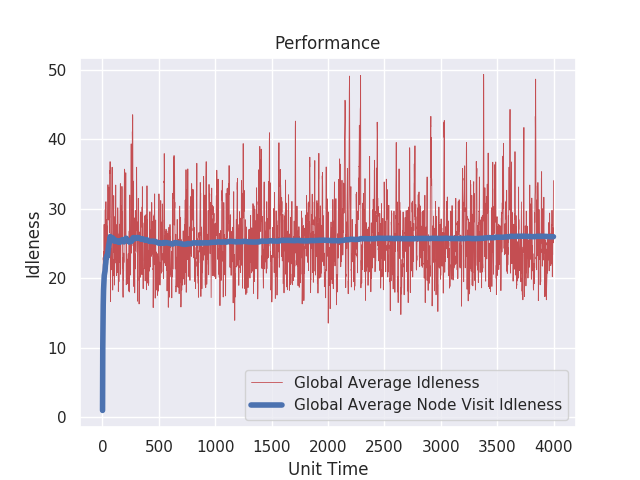 Performance
50
40
30
20
10
0
Idleness
Global Average Idleness
Global Average Node Visit Idleness
0 500 1000 1500 2000 2500 3000 3500 4000
Unit Time